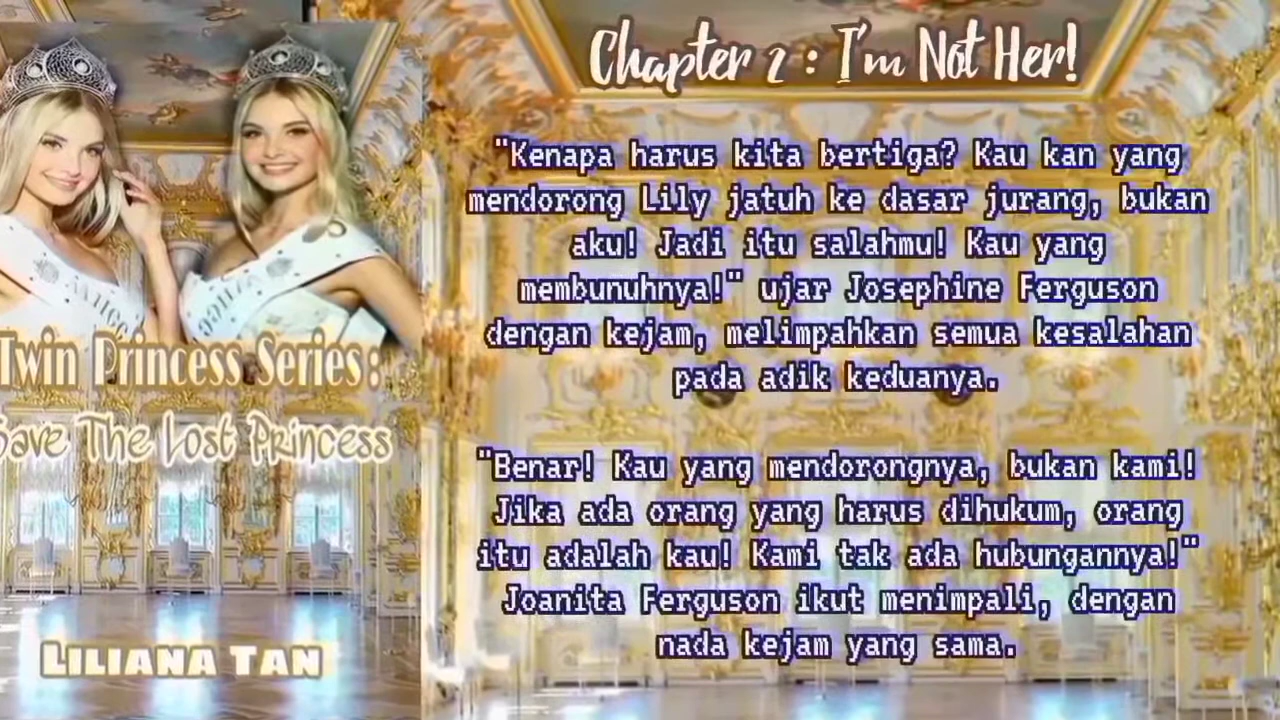 Chapter 2 : I'm Not Her!
"Kenapa harus kita bertiga? Kau kan yang
mendorong Lily jatuh ke dasar jurang, bukan
aku! Jadi itu salahmu! Kau yang
membunuhnya!" ujar Josephine Ferguson
dengan kejam, melimpahkan semua kesalahan
pada adik keduanya.
"Benar! Kau yang mendorongnya, bukan kami!
Jika ada orang yang harus dihukum, orang
itu adalah kau! Kami tak ada hubungannya!"
Joanita Ferguson ikut menimpali, dengan
nada kejam yang sama.
Twin Princess Series:
Save The Lost Princess
LILIANA TAN